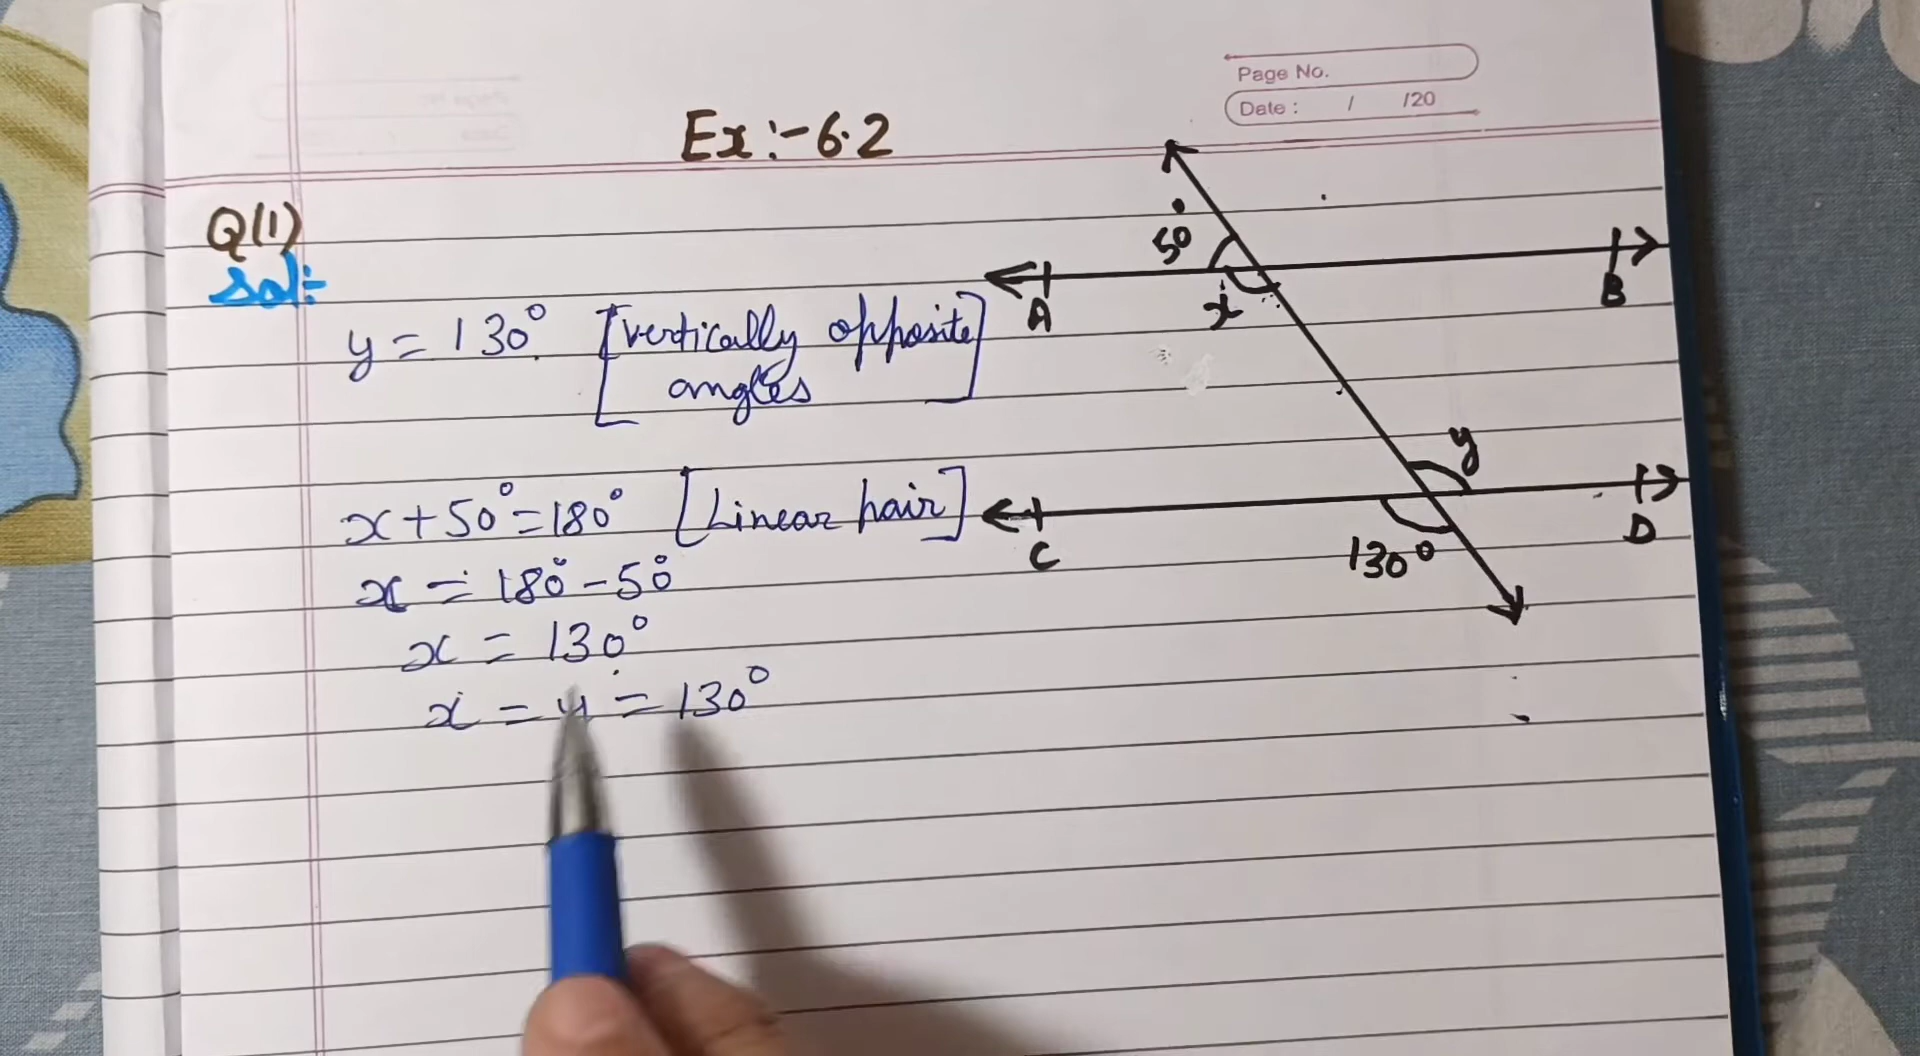 Page No.
Date : / /20
Ex:-6.2
Q(1)
Sol:-
y = 130° [vertically opposite
angles]
x + 50° = 180° [Linear pair]
x = 180° - 50°
x = 130°
x = y = 130°
50°
A
x
B
y
C
130°
D